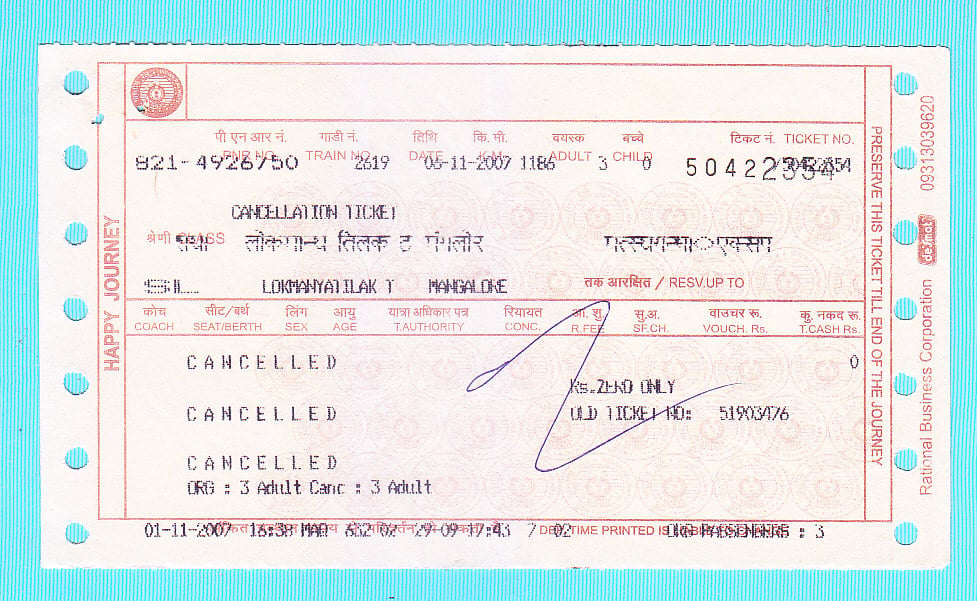 पी एन आर नं. गाडी नं. तिथि कि. मी. वयस्क बच्चे टिकट नं. TICKET NO.
PNR NO. TRAIN NO. DATE KM. ADULT CHILD
821-4926750 2619 05-11-2007 1186 3 0 50422354
CANCELLATION TICKET
श्रेणी CLASS लोकमान्य तिलक ट मंगलोर
SL LOKMANYATILAK T MANGALORE तक आरक्षित / RESV.UP TO
कोच सीट/बर्थ लिंग आयु यात्रा अधिकार पत्र रियायत आ. शु. सु.अ. वाउचर रू. कु. नकद रू.
COACH SEAT/BERTH SEX AGE T.AUTHORITY CONC. R.FEE SF.CH. VOUCH. Rs. T.CASH Rs.
CANCELLED 0
Rs.ZERO ONLY
CANCELLED OLD TICKET NO: 51903476
CANCELLED
ORG : 3 Adult Canc : 3 Adult
01-11-2007 16:38 MAO 632 02 29-09 17:43 / 02 DEP.TIME PRINTED IS ORG PASSENGERS : 3
HAPPY JOURNEY
PRESERVE THIS TICKET TILL END OF THE JOURNEY
Rational Business Corporation 09313039620